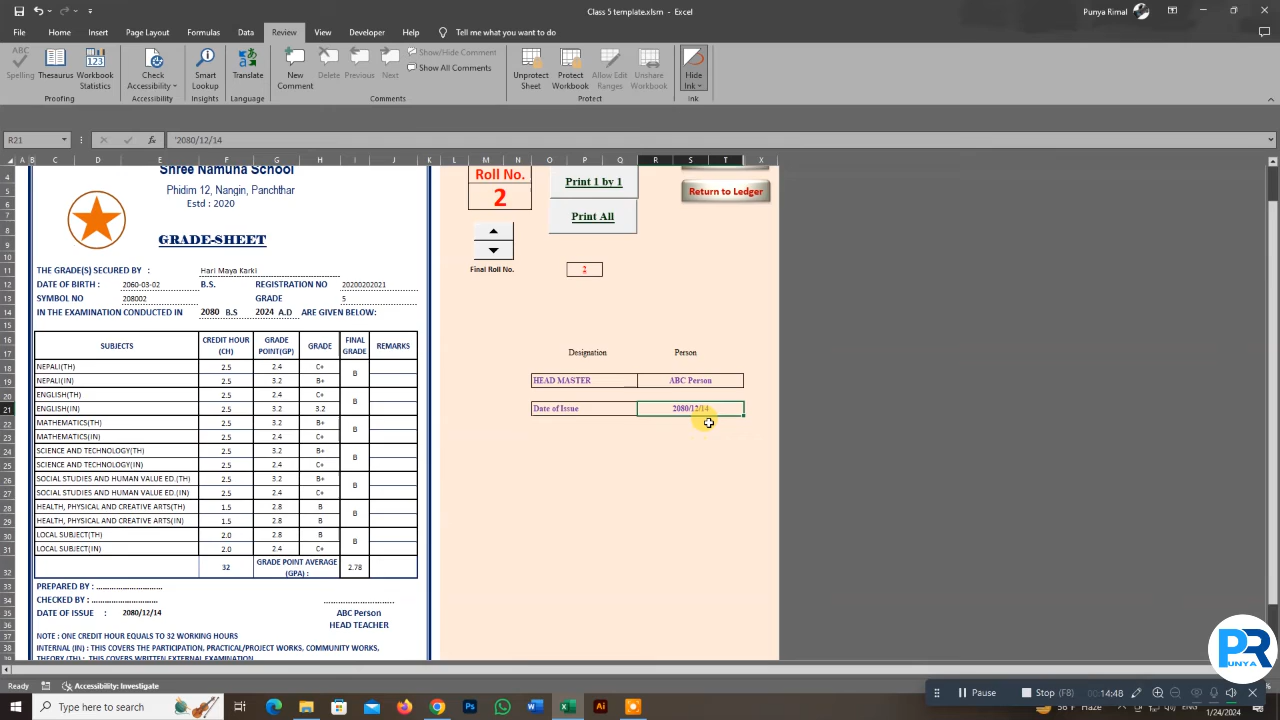 Class 5 template.xlsm - Excel
Punya Rimal
File Home Insert Page Layout Formulas Data Review View Developer Help Tell me what you want to do
Spelling Thesaurus Workbook Statistics
Check Accessibility
Smart Lookup
Translate
New Comment
Delete Previous Next
Show/Hide Comment
Show All Comments
Unprotect Sheet
Protect Workbook
Allow Edit Ranges
Unshare Workbook
Hide Ink
Proofing Accessibility Insights Language Comments Protect Ink
R21 fx '2080/12/14
A B C D E F G H I J K L M N O P Q R S T X
Shree Namuna School
Phidim 12, Nangin, Panchthar
Estd : 2020
GRADE-SHEET
THE GRADE(S) SECURED BY : Hari Maya Karki
DATE OF BIRTH : 2060-03-02 B.S. REGISTRATION NO 20200202021
SYMBOL NO 208002 GRADE 5
IN THE EXAMINATION CONDUCTED IN 2080 B.S 2024 A.D ARE GIVEN BELOW:
SUBJECTS CREDIT HOUR (CH) GRADE POINT(GP) GRADE FINAL GRADE REMARKS
NEPALI(TH) 2.5 2.4 C+ B
NEPALI(IN) 2.5 3.2 B+
ENGLISH(TH) 2.5 2.4 C+ B
ENGLISH(IN) 2.5 3.2 3.2
MATHEMATICS(TH) 2.5 3.2 B+ B
MATHEMATICS(IN) 2.5 2.4 C+
SCIENCE AND TECHNOLOGY(TH) 2.5 3.2 B+ B
SCIENCE AND TECHNOLOGY(IN) 2.5 2.4 C+
SOCIAL STUDIES AND HUMAN VALUE ED.(TH) 2.5 3.2 B+ B
SOCIAL STUDIES AND HUMAN VALUE ED.(IN) 2.5 2.4 C+
HEALTH, PHYSICAL AND CREATIVE ARTS(TH) 1.5 2.8 B B
HEALTH, PHYSICAL AND CREATIVE ARTS(IN) 1.5 2.8 B
LOCAL SUBJECT(TH) 2.0 2.8 B B
LOCAL SUBJECT(IN) 2.0 2.4 C+
32 GRADE POINT AVERAGE (GPA) : 2.78
PREPARED BY : ............................
CHECKED BY : ............................
DATE OF ISSUE : 2080/12/14
ABC Person
HEAD TEACHER
NOTE : ONE CREDIT HOUR EQUALS TO 32 WORKING HOURS
INTERNAL (IN) : THIS COVERS THE PARTICIPATION, PRACTICAL/PROJECT WORKS, COMMUNITY WORKS,
THEORY (TH) : THIS COVERS WRITTEN EXTERNAL EXAMINATION
Roll No.
2
Print 1 by 1
Print All
Return to Ledger
Final Roll No. 2
Designation Person
HEAD MASTER ABC Person
Date of Issue 2080/12/14
PR
UNYA
Ready Accessibility: Investigate
Pause Stop (F8) 00:14:48
Type here to search
1/24/2024